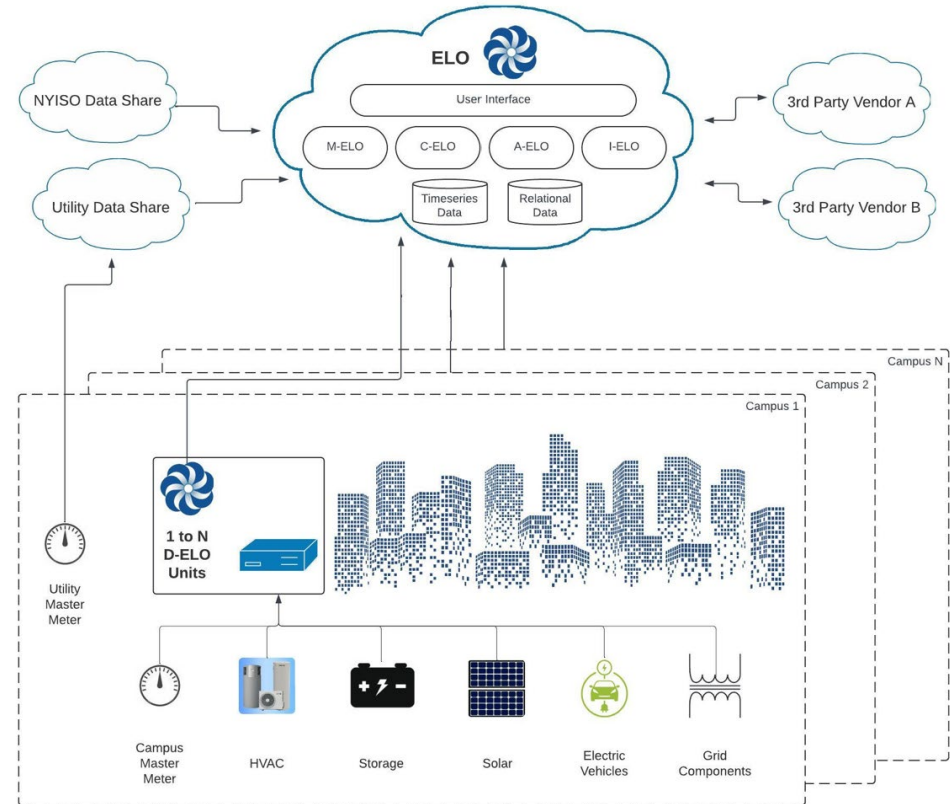 ELO
NYISO Data Share
User Interface
3rd Party Vendor A
M-ELO
C-ELO
A-ELO
I-ELO
Utility Data Share
Timeseries
Data
Relational
Data
3rd Party Vendor B
Campus N
Campus 2
Campus 1
1 to N
D-ELO
Units
Utility
Master
Meter
Campus
Master
Meter
HVAC
Storage
Solar
Electric
Vehicles
Grid
Components